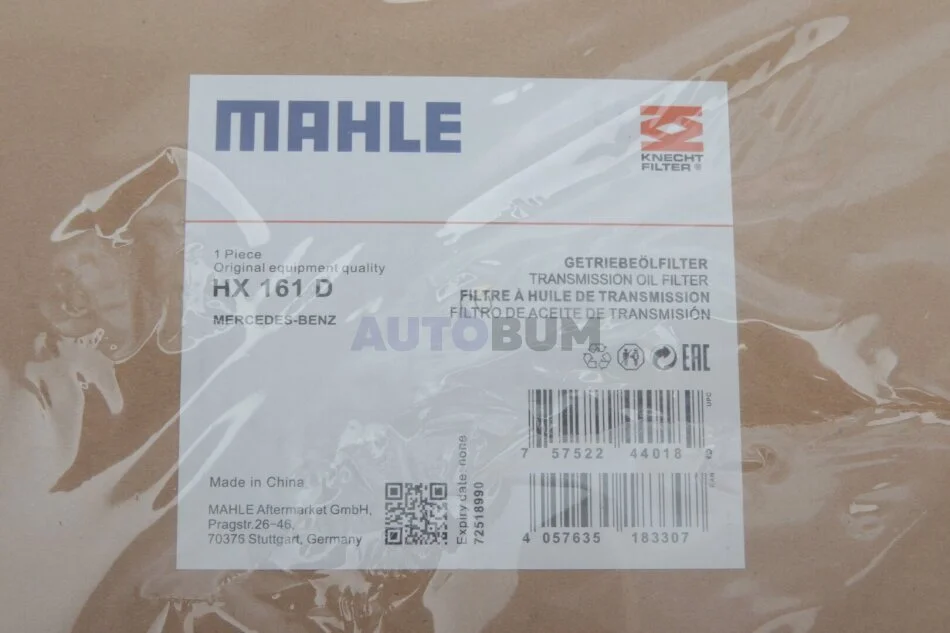 MAHLE
KNECHT
FILTER ®
1 Piece
Original equipment quality
HX 161 D
MERCEDES-BENZ
GETRIEBEÖLFILTER
TRANSMISSION OIL FILTER
FILTRE À HUILE DE TRANSMISSION
FILTRO DE ACEITE DE TRANSMISIÓN
AUTOBUM
EAC
UPC
7 57522 44018
EAN
4 057635 183307
Made in China
MAHLE Aftermarket GmbH,
Pragstr.26-46,
70376 Stuttgart, Germany
Expiry date: none
72518990